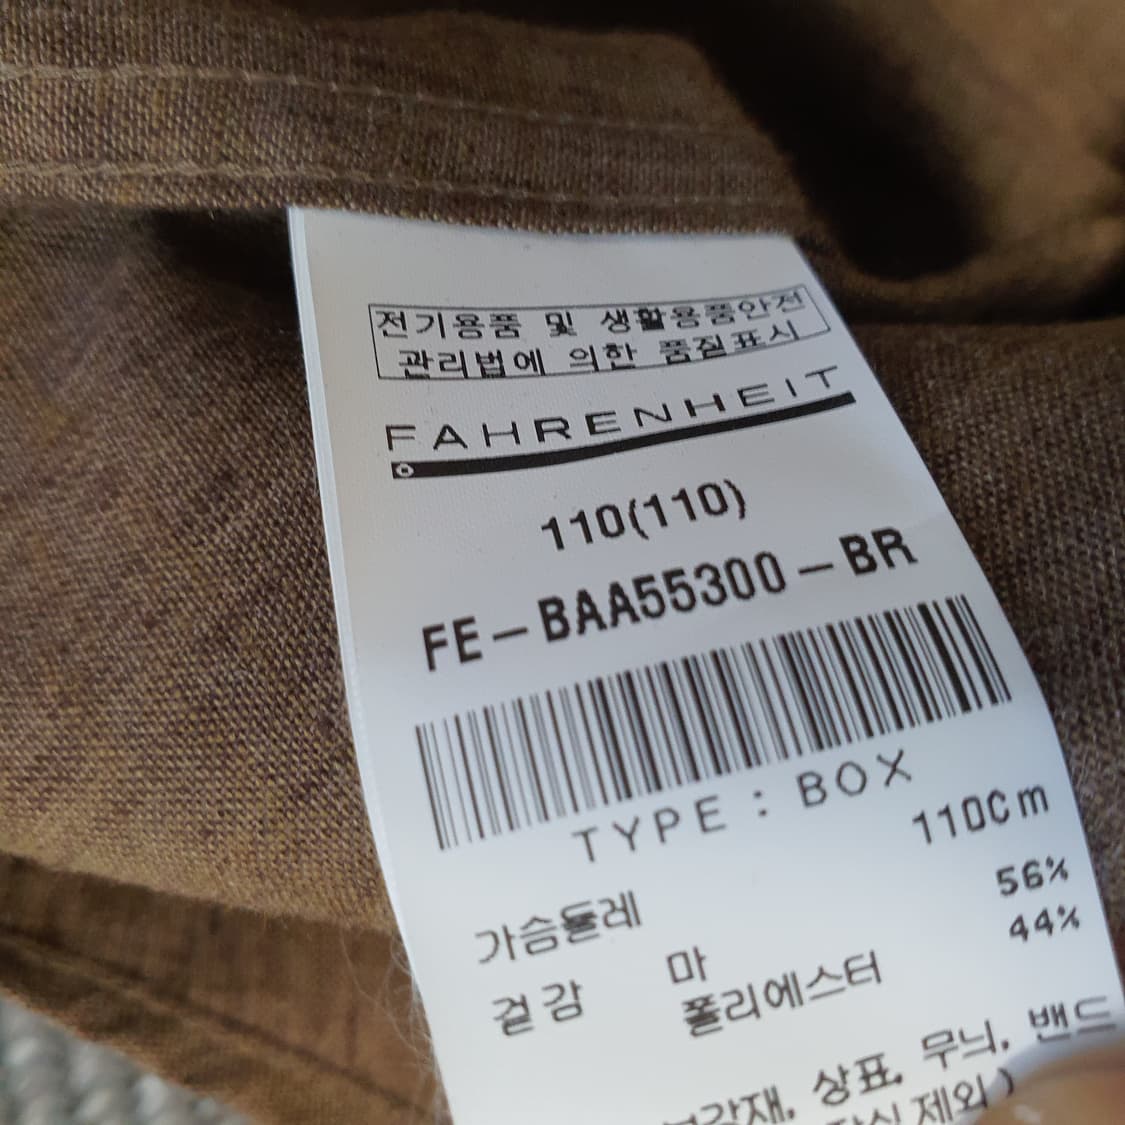 전기용품 및 생활용품안전
관리법에 의한 품질표시
FAHRENHEIT
110(110)
FE-BAA55300-BR
TYPE : BOX
가슴둘레 110Cm
겉감 마 56%
폴리에스터 44%
상표, 무늬, 밴드
제외)